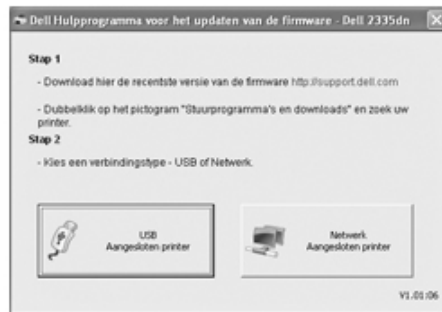 Dell Hulpprogramma voor het updaten van de firmware - Dell 2335dn
Stap 1
- Download hier de recentste versie van de firmware http://support.dell.com
- Dubbelklik op het pictogram "Stuurprogramma's en downloads" en zoek uw
printer.
Stap 2
- Kies een verbindingstype - USB of Netwerk.
USB
Aangesloten printer
Netwerk
Aangesloten printer
V1.01:06